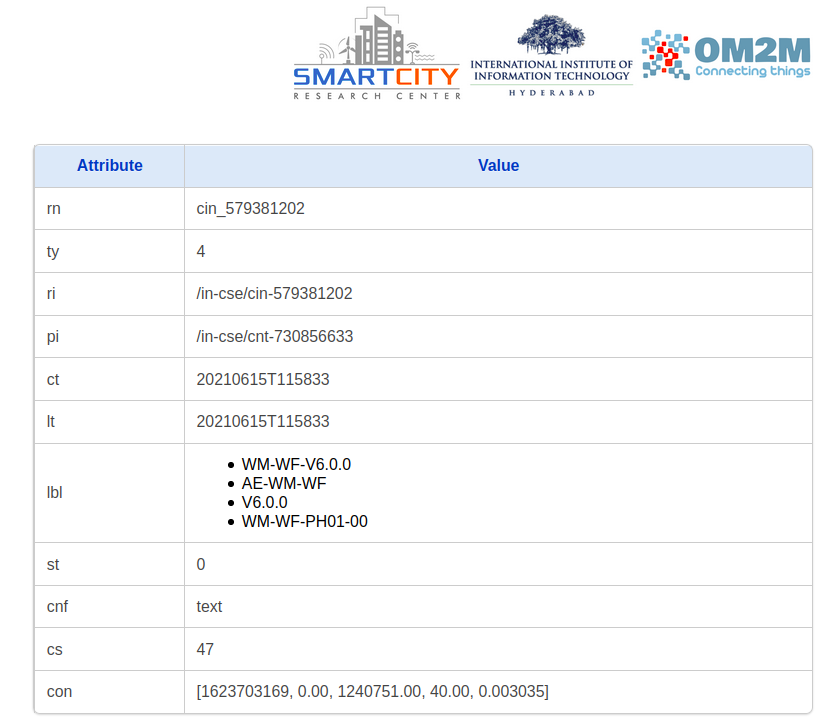 SMARTCITY
RESEARCH CENTER
INTERNATIONAL INSTITUTE OF
INFORMATION TECHNOLOGY
HYDERABAD
OM2M
Connecting things
Attribute Value
rn cin_579381202
ty 4
ri /in-cse/cin-579381202
pi /in-cse/cnt-730856633
ct 20210615T115833
lt 20210615T115833
lbl
• WM-WF-V6.0.0
• AE-WM-WF
• V6.0.0
• WM-WF-PH01-00
st 0
cnf text
cs 47
con [1623703169, 0.00, 1240751.00, 40.00, 0.003035]